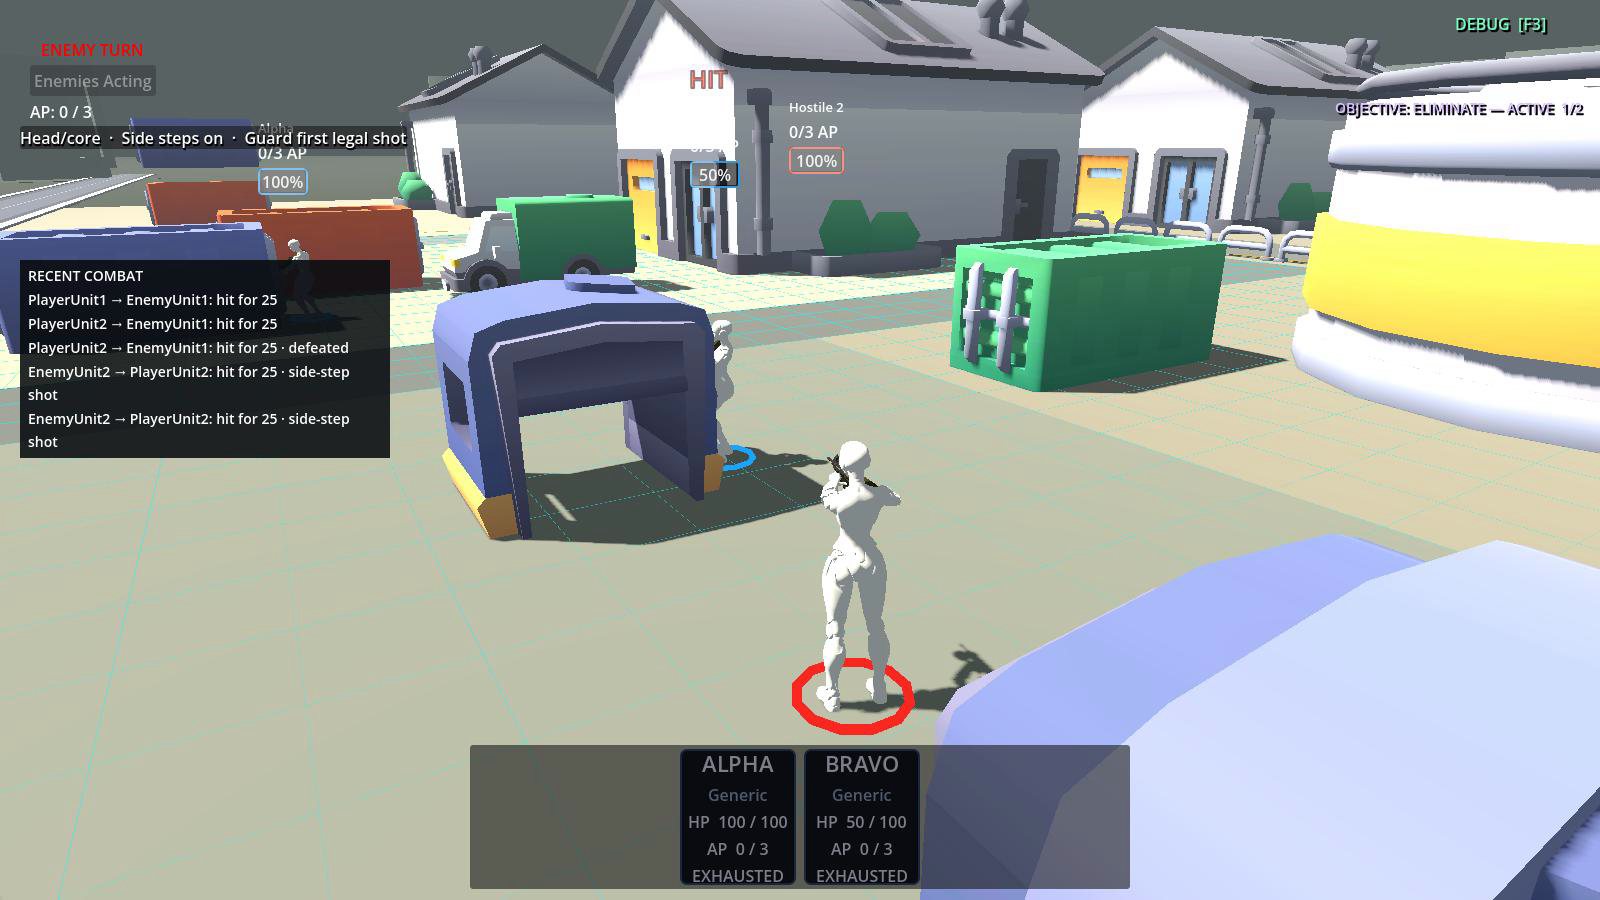 DEBUG [F3]
ENEMY TURN
Enemies Acting
HIT
Hostile 2
0/3 AP
100%
OBJECTIVE: ELIMINATE — ACTIVE 1/2
AP: 0 / 3
Alpha
Head/core · Side steps on · Guard first legal shot
0/3 AP
100%
50%
RECENT COMBAT
PlayerUnit1 → EnemyUnit1: hit for 25
PlayerUnit2 → EnemyUnit1: hit for 25
PlayerUnit2 → EnemyUnit1: hit for 25 · defeated
EnemyUnit2 → PlayerUnit2: hit for 25 · side-step
shot
EnemyUnit2 → PlayerUnit2: hit for 25 · side-step
shot
ALPHA
Generic
HP 100 / 100
AP 0 / 3
EXHAUSTED
BRAVO
Generic
HP 50 / 100
AP 0 / 3
EXHAUSTED